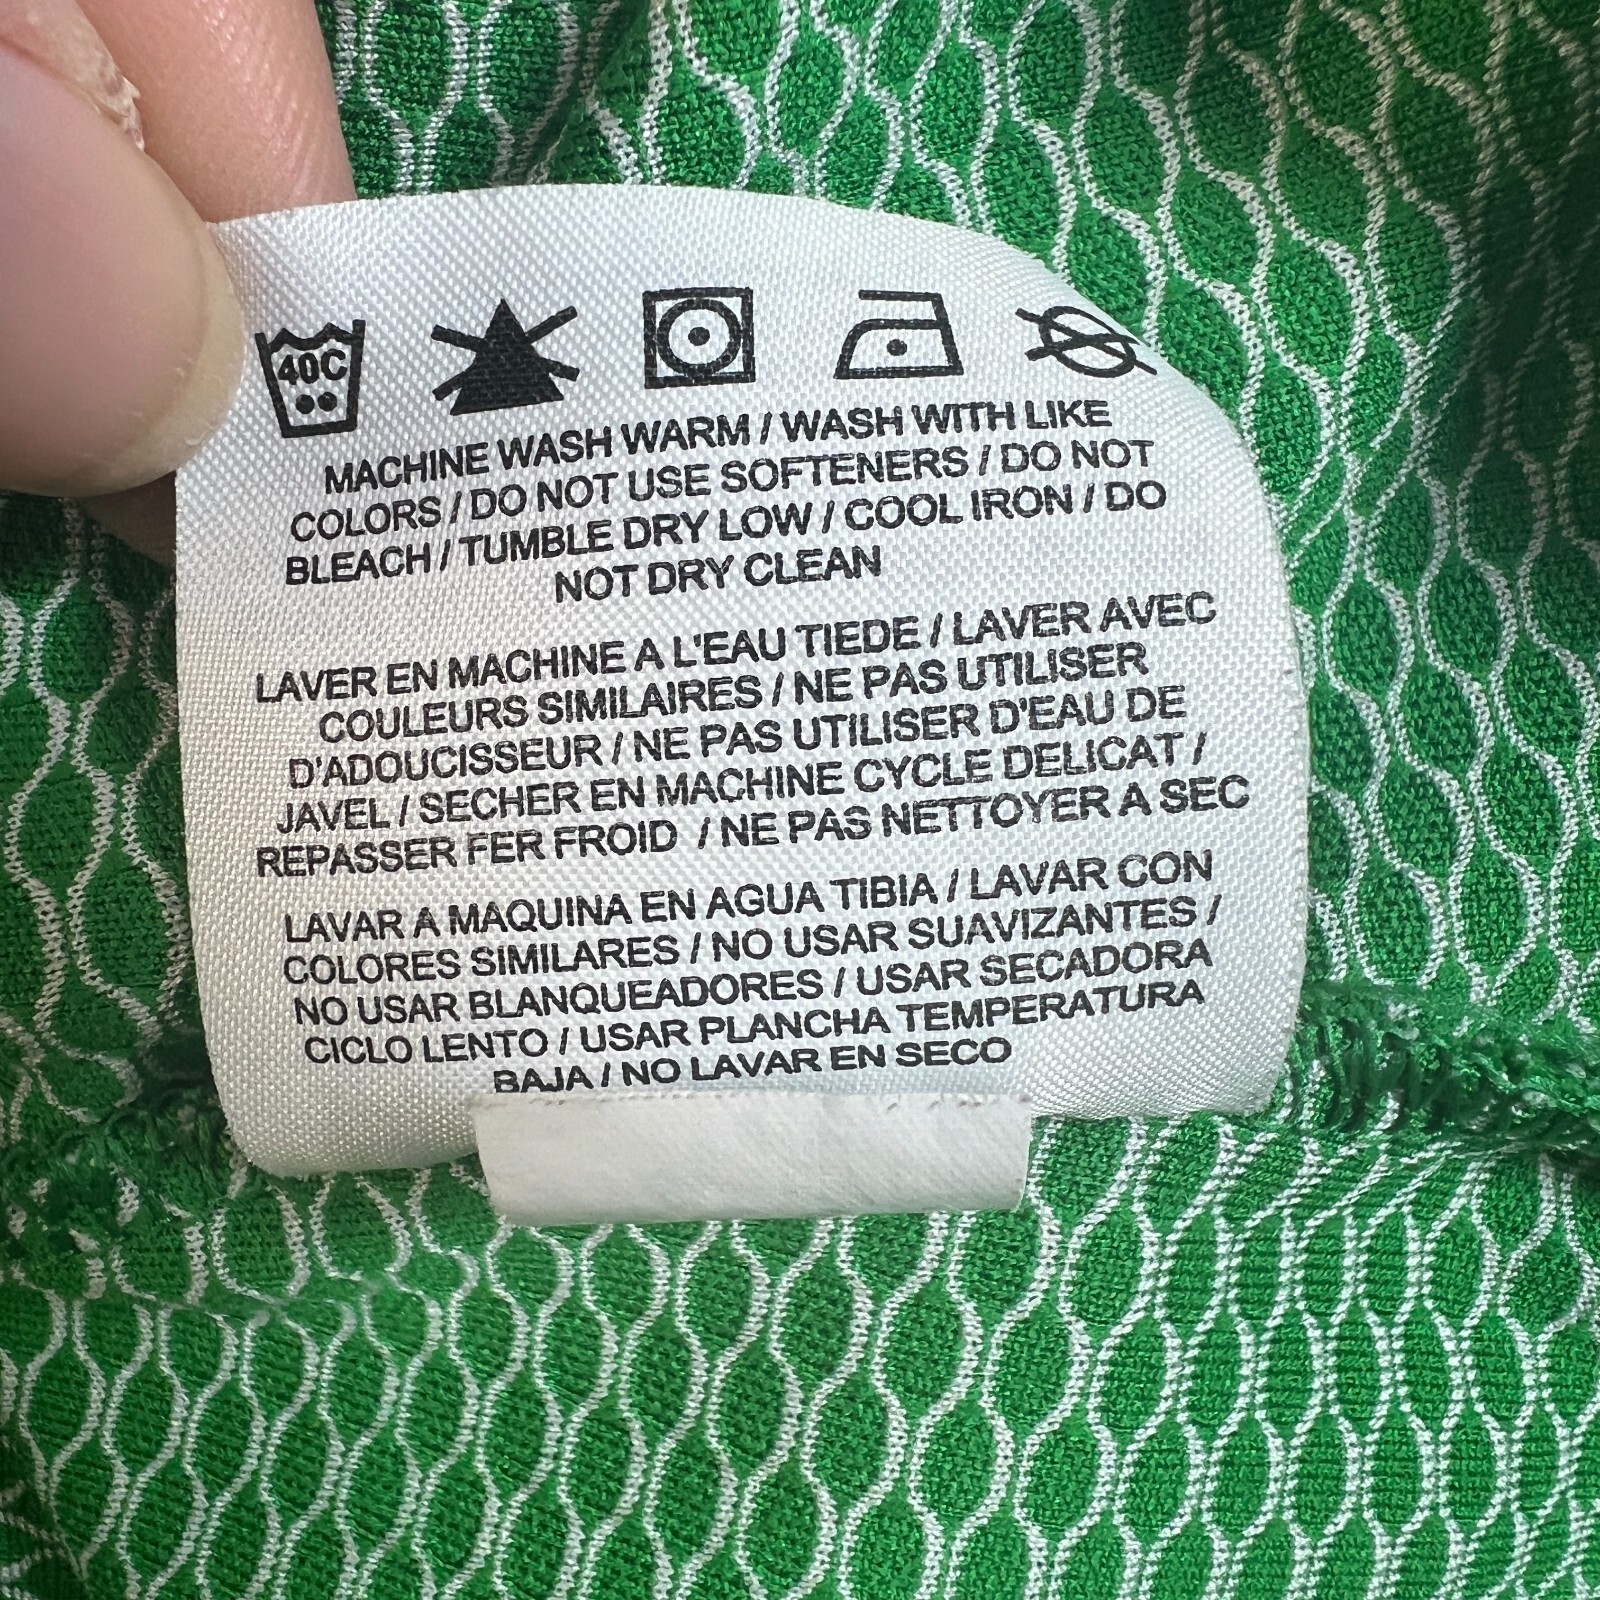 40C
MACHINE WASH WARM / WASH WITH LIKE
COLORS / DO NOT USE SOFTENERS / DO NOT
BLEACH / TUMBLE DRY LOW / COOL IRON / DO
NOT DRY CLEAN
LAVER EN MACHINE A L'EAU TIEDE / LAVER AVEC
COULEURS SIMILAIRES / NE PAS UTILISER
D'ADOUCISSEUR / NE PAS UTILISER D'EAU DE
JAVEL / SECHER EN MACHINE CYCLE DELICAT /
REPASSER FER FROID / NE PAS NETTOYER A SEC
LAVAR A MAQUINA EN AGUA TIBIA / LAVAR CON
COLORES SIMILARES / NO USAR SUAVIZANTES /
NO USAR BLANQUEADORES / USAR SECADORA
CICLO LENTO / USAR PLANCHA TEMPERATURA
BAJA / NO LAVAR EN SECO